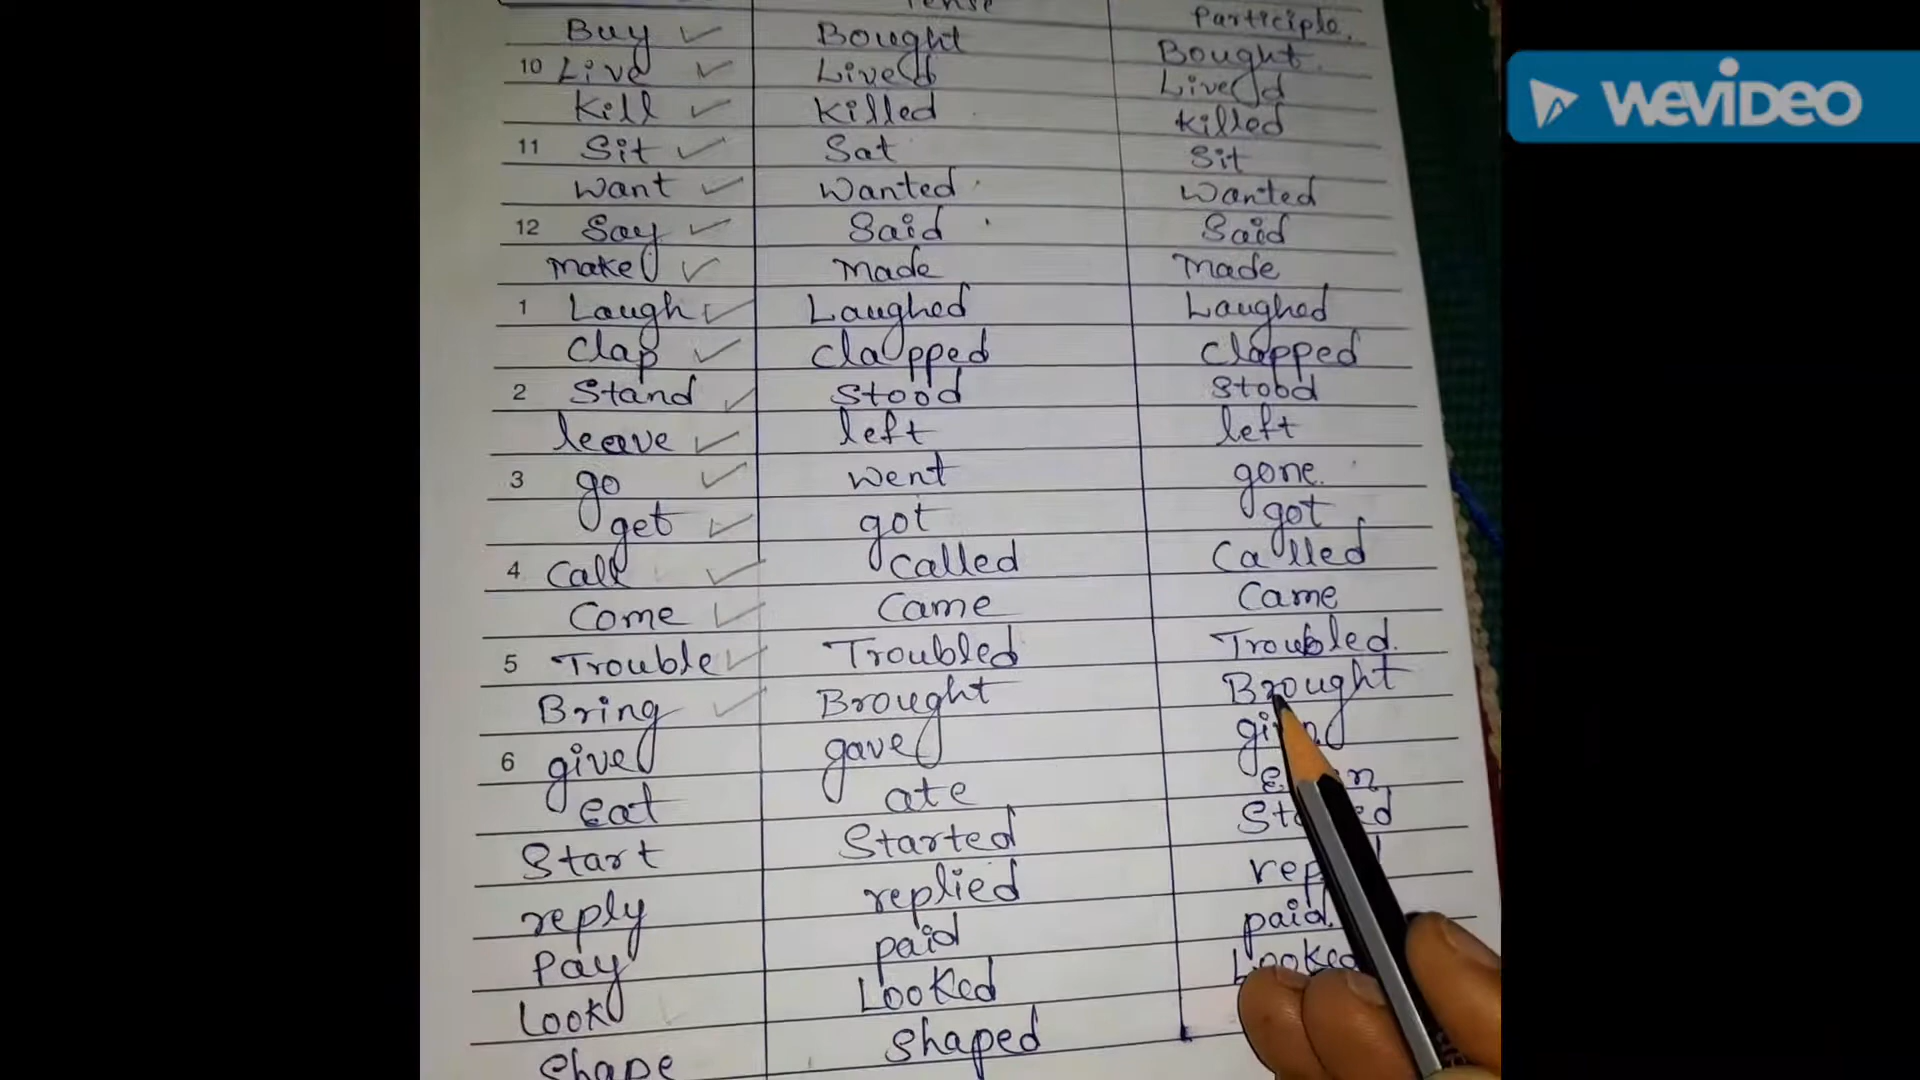 Tense Participle.
Buy Bought Bought.
10 Live Lived Lived
Kill Killed Killed
11 Sit Sat Sit
Want Wanted Wanted
12 Say Said Said
Make Made Made
1 Laugh Laughed Laughed
Clap Clapped Clapped
2 Stand Stood Stood
leave left left
3 go went gone.
get got got
4 Call Called Called
Come Came Came
5 Trouble Troubled Troubled.
Bring Brought Brought
6 give gave
Eat ate
Start Started
reply replied
Pay paid paid.
Look Looked Looked
Shape Shaped
WEVIDEO